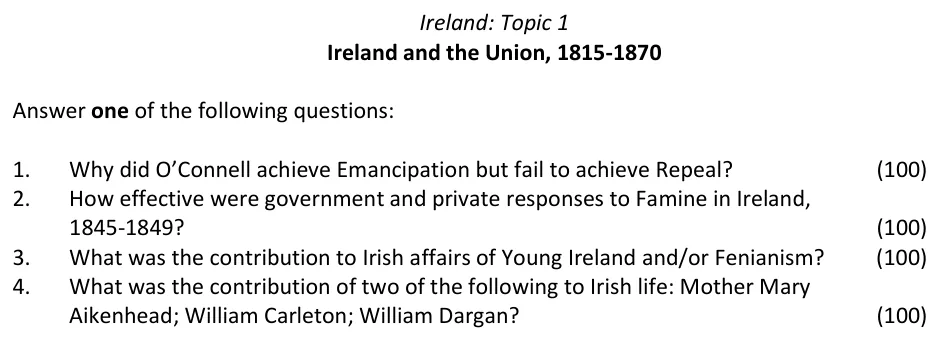 Ireland: Topic 1
Ireland and the Union, 1815-1870
Answer one of the following questions:
1. Why did O’Connell achieve Emancipation but fail to achieve Repeal? (100)
2. How effective were government and private responses to Famine in Ireland,
1845-1849? (100)
3. What was the contribution to Irish affairs of Young Ireland and/or Fenianism? (100)
4. What was the contribution of two of the following to Irish life: Mother Mary
Aikenhead; William Carleton; William Dargan? (100)